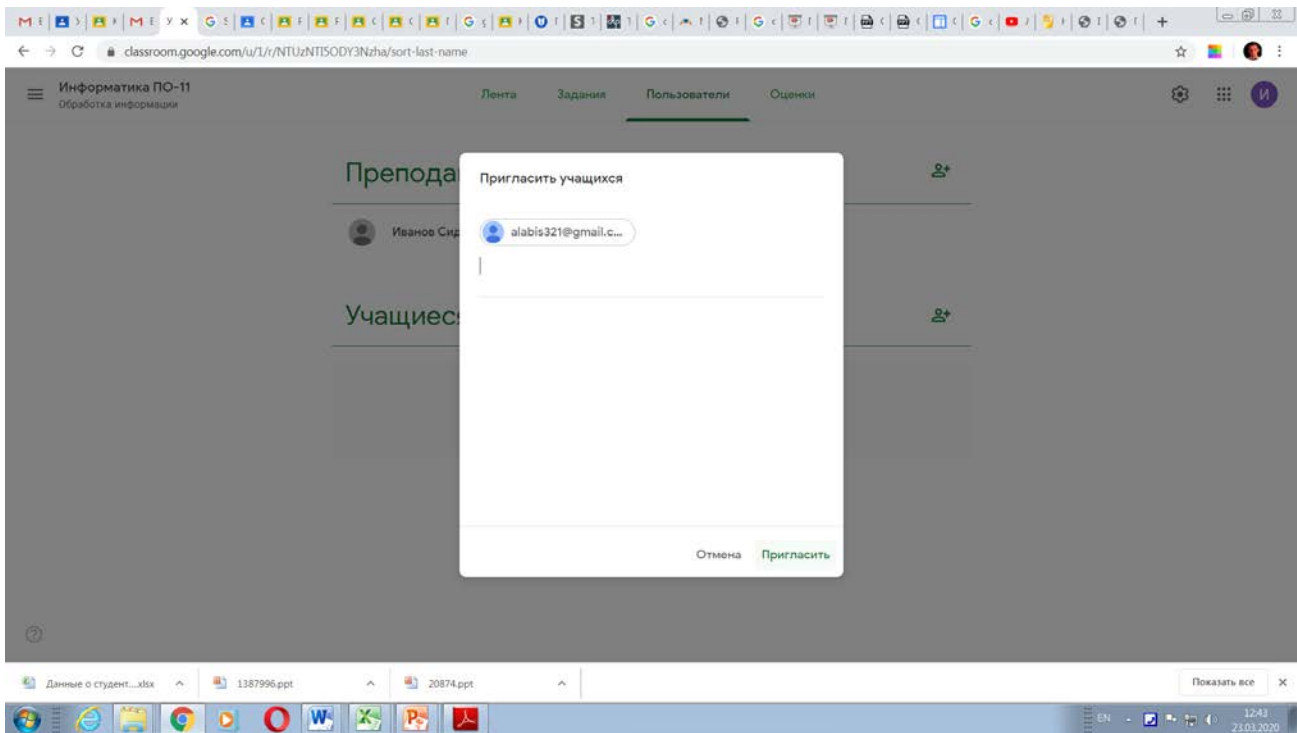 classroom.google.com/u/1/r/NTUzNTI5ODY3Nzha/sort-last-name
Информатика ПО-11
Обработка информации
Лента Задания Пользователи Оценки
И
Препода
Пригласить учащихся
Иванов Сид
alabis321@gmail.c...
Учащиес
Отмена Пригласить
Данные о студент....xlsx 1387996.ppt 20874.ppt Показать все
EN 12:43
23.03.2020